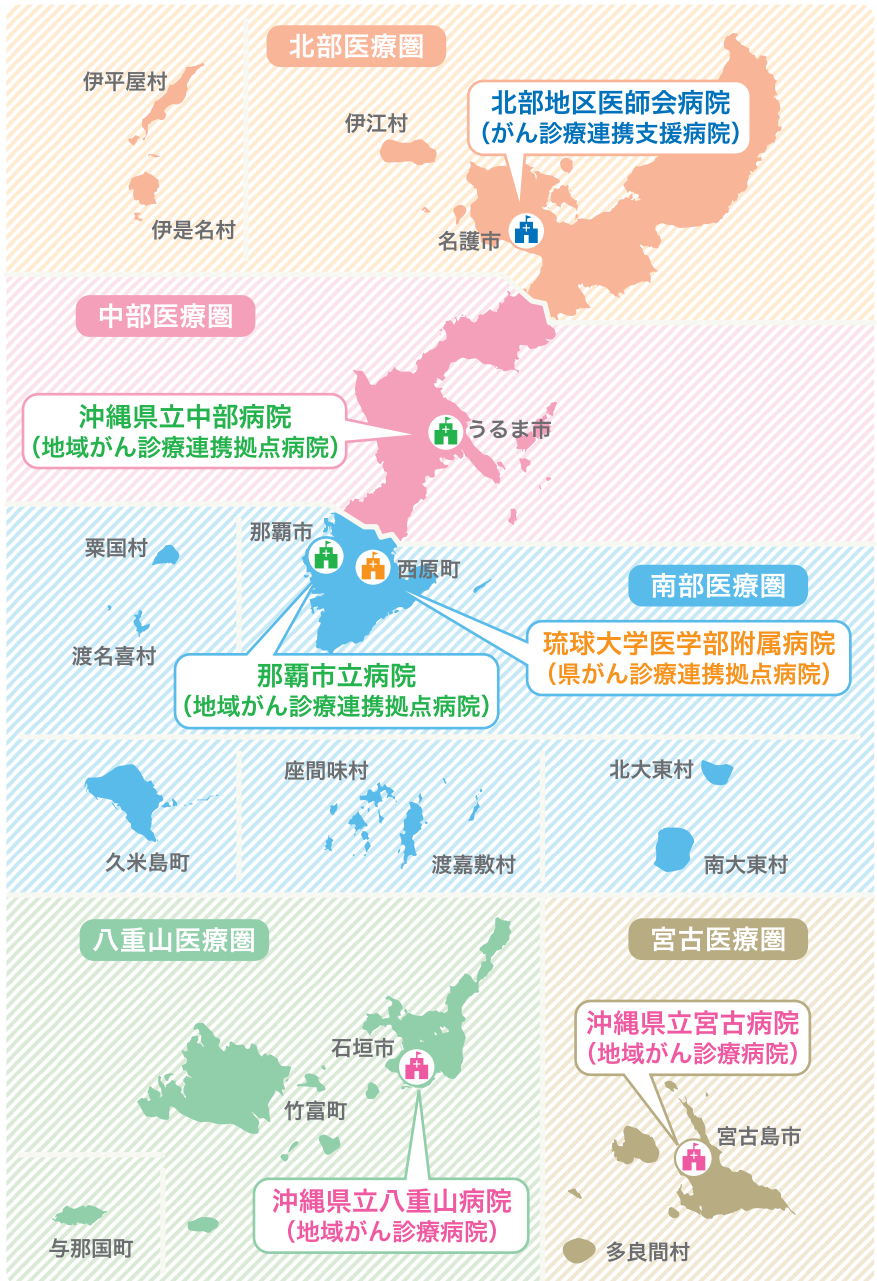 北部医療圏
伊平屋村
伊江村
北部地区医師会病院
（がん診療連携支援病院）
伊是名村
名護市
中部医療圏
沖縄県立中部病院
（地域がん診療連携拠点病院）
うるま市
那覇市
粟国村
西原町
南部医療圏
渡名喜村
琉球大学医学部附属病院
（県がん診療連携拠点病院）
那覇市立病院
（地域がん診療連携拠点病院）
座間味村
北大東村
久米島町
渡嘉敷村
南大東村
八重山医療圏
宮古医療圏
沖縄県立宮古病院
（地域がん診療病院）
石垣市
竹富町
宮古島市
沖縄県立八重山病院
（地域がん診療病院）
与那国町
多良間村